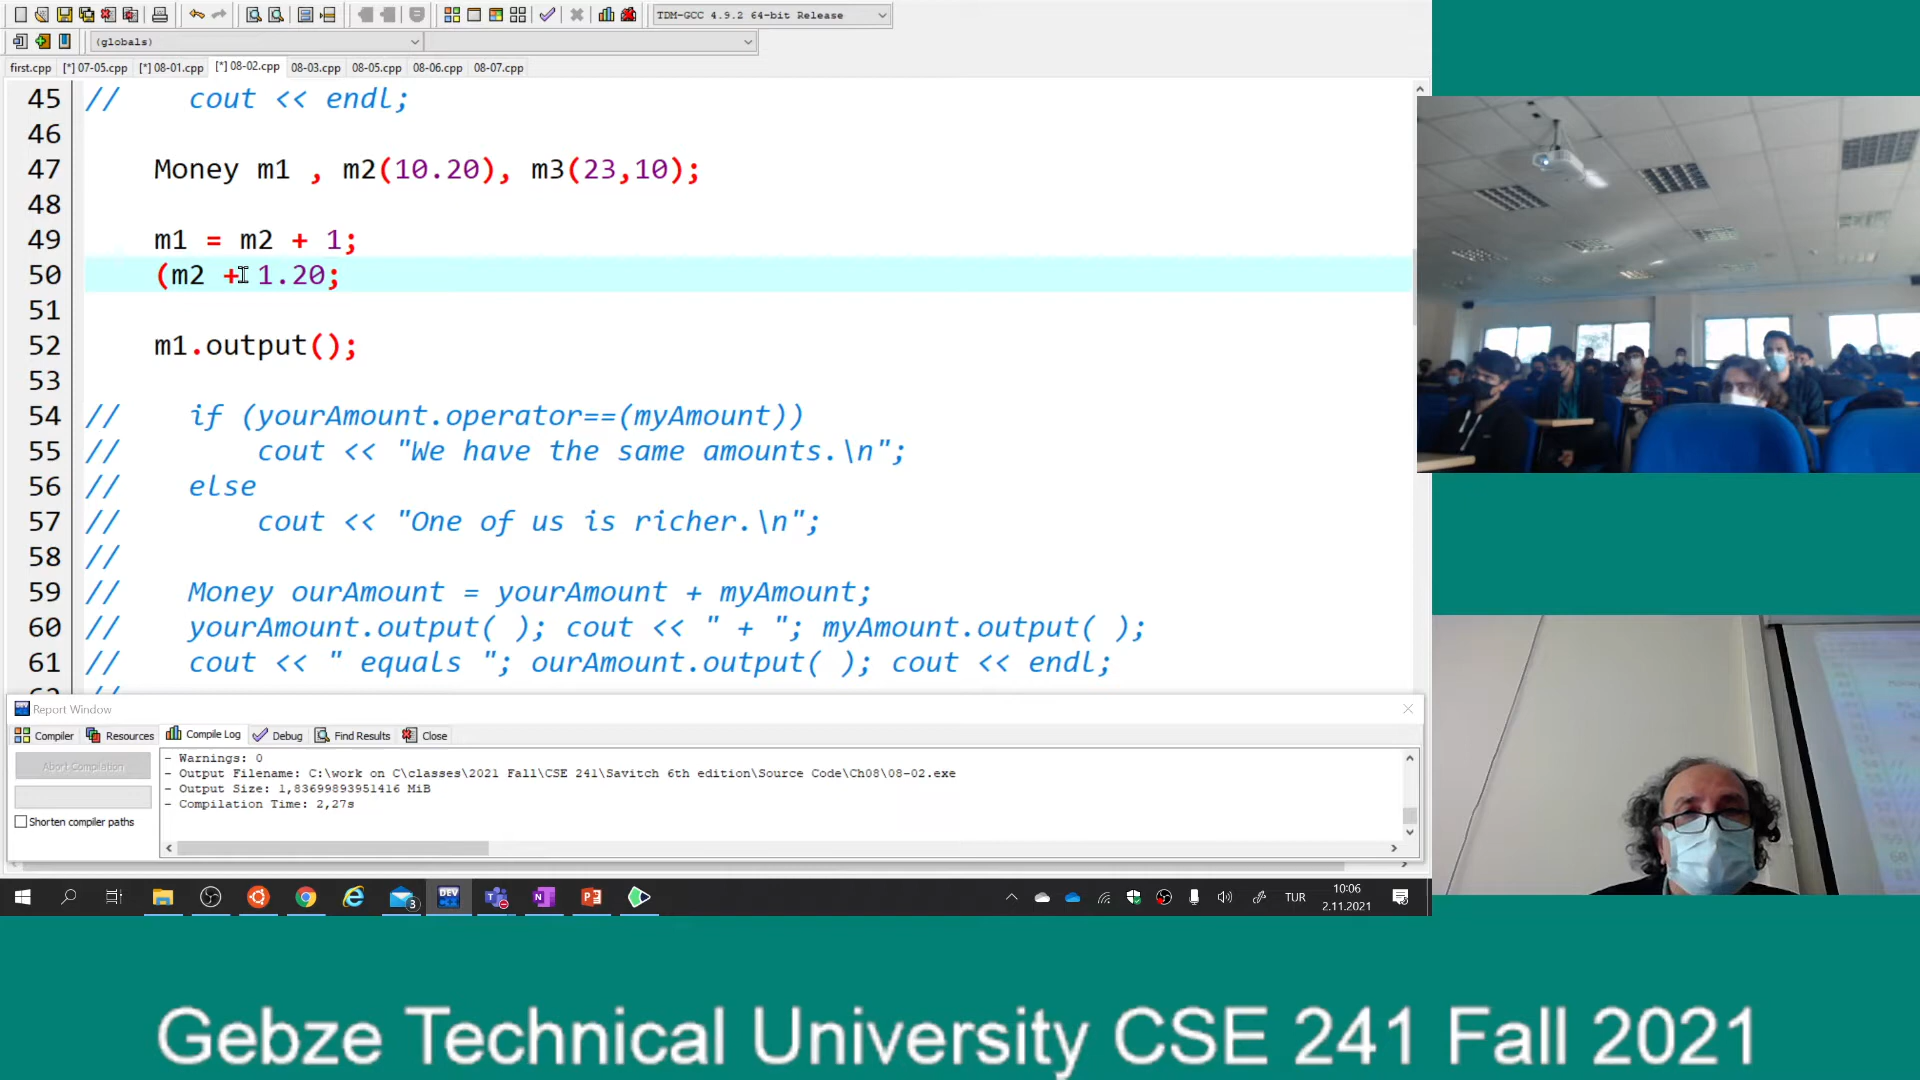 TDM-GCC 4.9.2 64-bit Release
(globals)
first.cpp [*] 07-05.cpp [*] 08-01.cpp [*] 08-02.cpp 08-03.cpp 08-05.cpp 08-06.cpp 08-07.cpp
45 // cout << endl;
46
47 Money m1 , m2(10.20), m3(23,10);
48
49 m1 = m2 + 1;
50 (m2 + 1.20;
51
52 m1.output();
53
54 // if (yourAmount.operator==(myAmount))
55 // cout << "We have the same amounts.\n";
56 // else
57 // cout << "One of us is richer.\n";
58 //
59 // Money ourAmount = yourAmount + myAmount;
60 // yourAmount.output( ); cout << " + "; myAmount.output( );
61 // cout << " equals "; ourAmount.output( ); cout << endl;
Report Window
Compiler Resources Compile Log Debug Find Results Close
Abort Compilation
Shorten compiler paths
- Warnings: 0
- Output Filename: C:\work on C\classes\2021 Fall\CSE 241\Savitch 6th edition\Source Code\Ch08\08-02.exe
- Output Size: 1,83699893951416 MiB
- Compilation Time: 2,27s
DEV
3
TUR
10:06
2.11.2021
Gebze Technical University CSE 241 Fall 2021